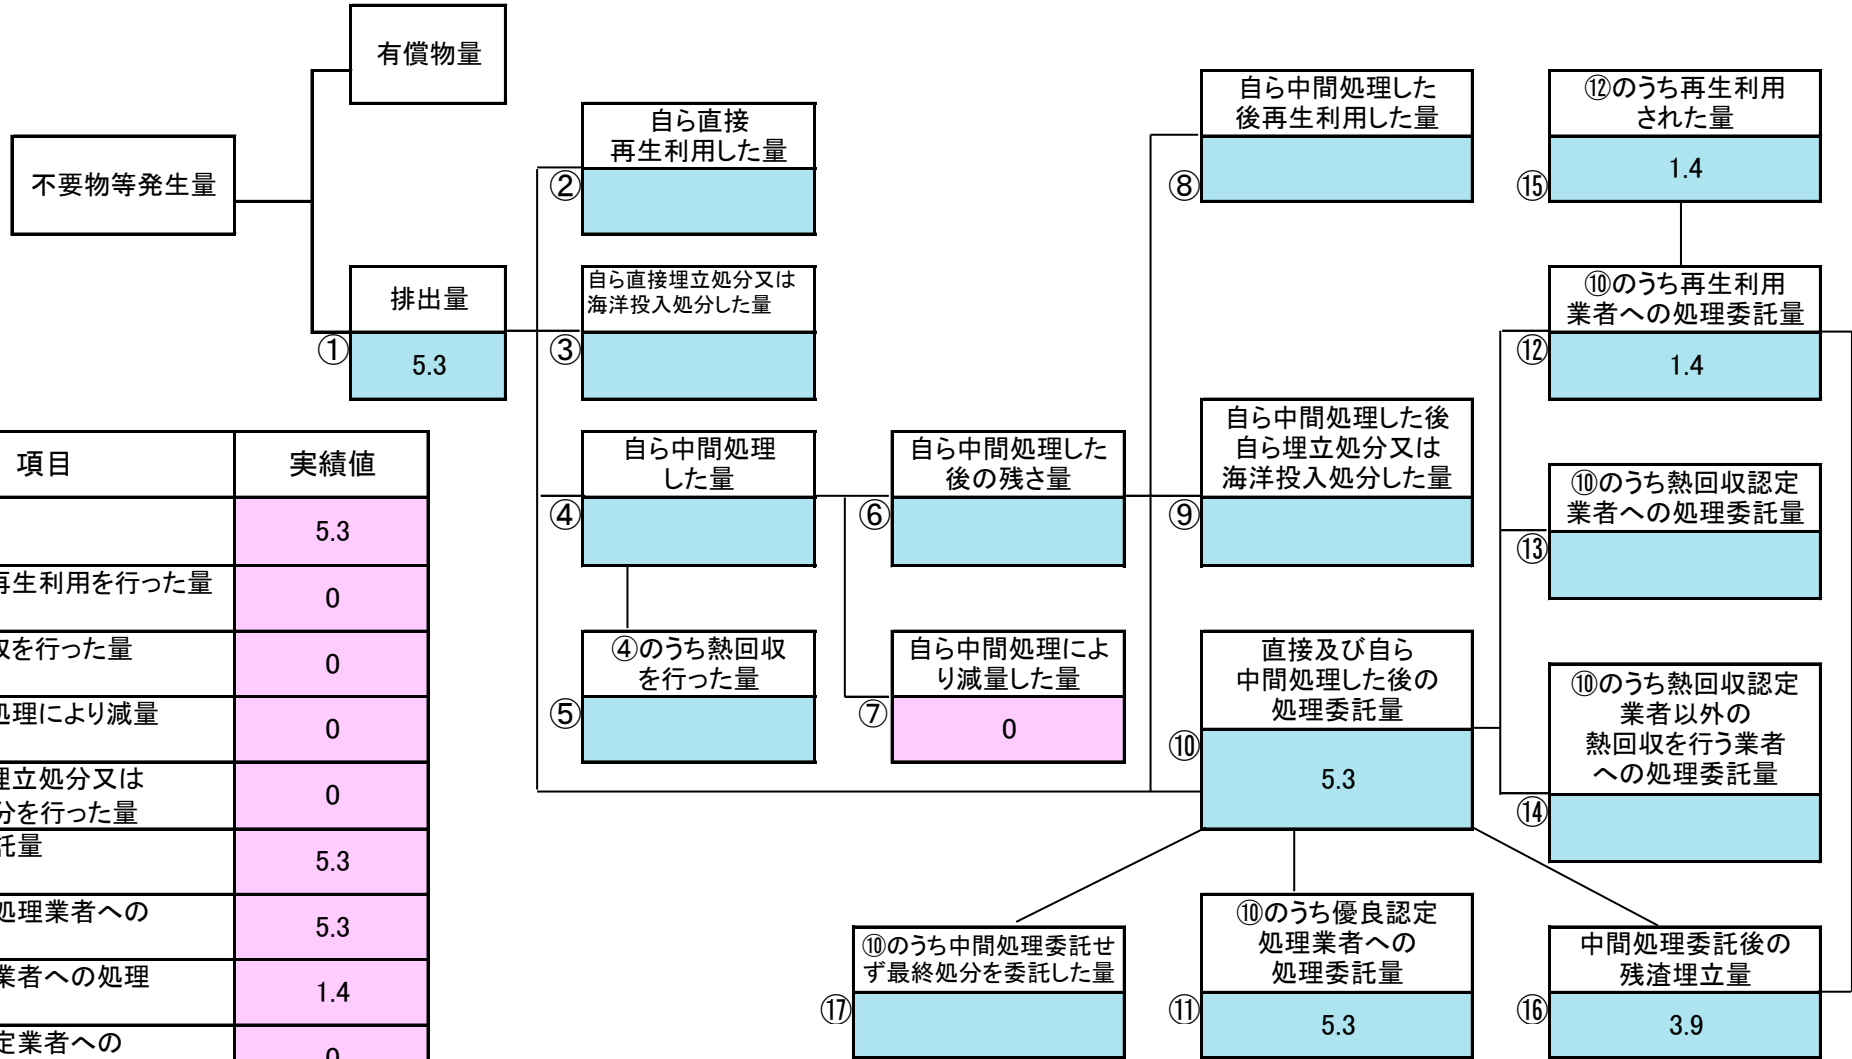 有償物量
不要物等発生量
排出量
①
5.3
自ら直接
再生利用した量
②
自ら直接埋立処分又は
海洋投入処分した量
③
自ら中間処理
した量
④
④のうち熱回収
を行った量
⑤
自ら中間処理した
後の残さ量
⑥
自ら中間処理によ
り減量した量
⑦
0
自ら中間処理した
後再生利用した量
⑧
自ら中間処理した後
自ら埋立処分又は
海洋投入処分した量
⑨
直接及び自ら
中間処理した後の
処理委託量
⑩
5.3
⑩のうち優良認定
処理業者への
処理委託量
⑪
5.3
⑫のうち再生利用
された量
⑮
1.4
⑩のうち再生利用
業者への処理委託量
⑫
1.4
⑩のうち熱回収認定
業者への処理委託量
⑬
⑩のうち熱回収認定
業者以外の
熱回収を行う業者
への処理委託量
⑭
中間処理委託後の
残渣埋立量
⑯
3.9
⑩のうち中間処理委託せ
ず最終処分を委託した量
⑰
項目 実績値
5.3
再生利用を行った量 0
を行った量 0
処理により減量 0
埋立処分又は
分を行った量 0
託量 5.3
処理業者への 5.3
業者への処理 1.4
定業者への 0